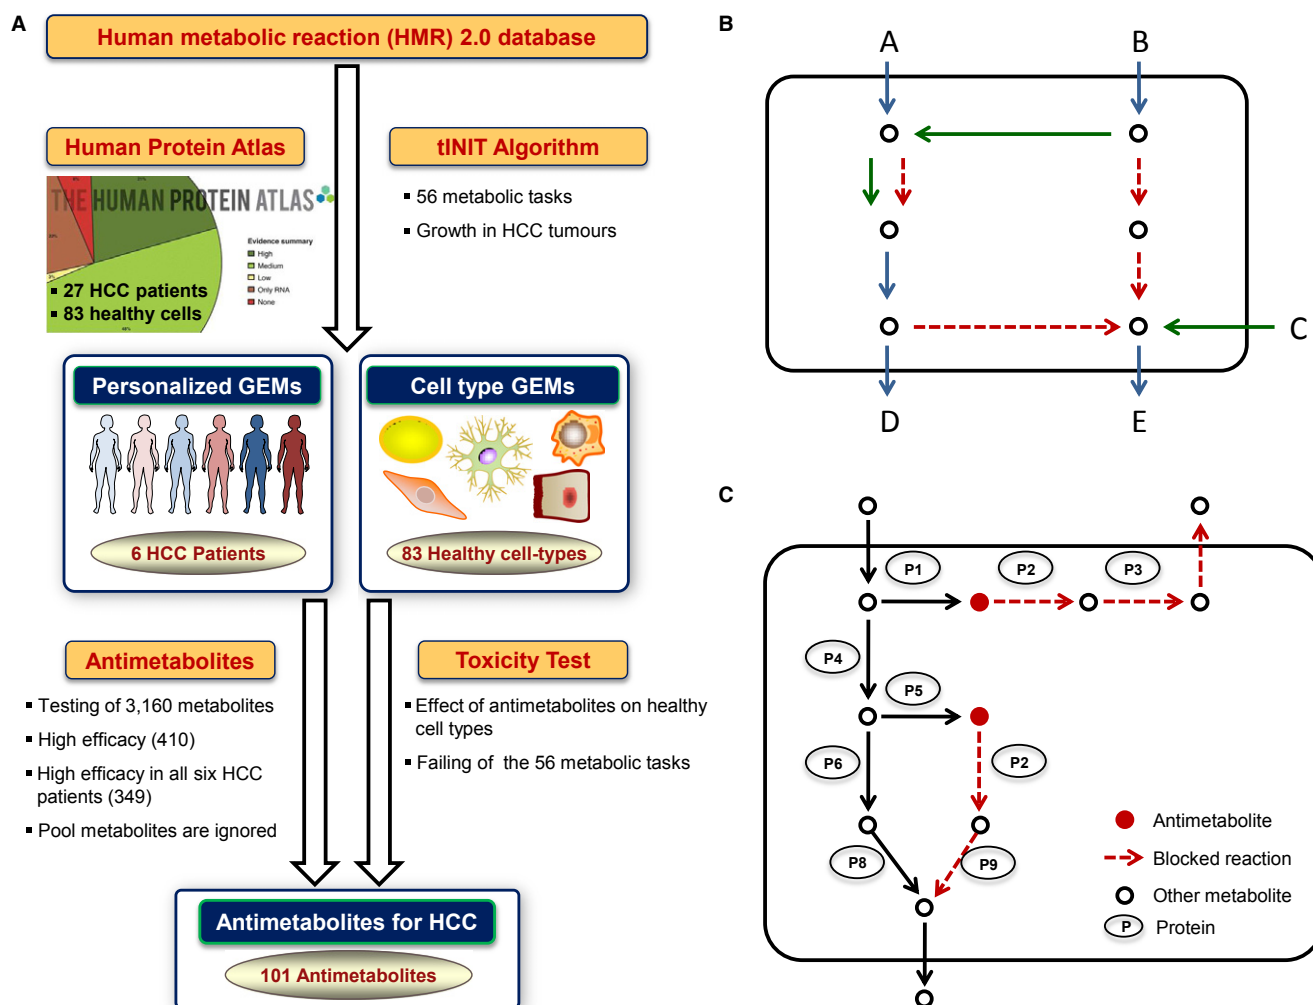 A
Human metabolic reaction (HMR) 2.0 database
Human Protein Atlas
THE HUMAN PROTEIN ATLAS
Evidence summary
High
Medium
Low
Only RNA
None
▪ 27 HCC patients
▪ 83 healthy cells
tINIT Algorithm
▪ 56 metabolic tasks
▪ Growth in HCC tumours
Personalized GEMs
6 HCC Patients
Cell type GEMs
83 Healthy cell-types
Antimetabolites
▪ Testing of 3,160 metabolites
▪ High efficacy (410)
▪ High efficacy in all six HCC
patients (349)
▪ Pool metabolites are ignored
Toxicity Test
▪ Effect of antimetabolites on healthy
cell types
▪ Failing of the 56 metabolic tasks
Antimetabolites for HCC
101 Antimetabolites
B
A
B
C
D
E
C
P1
P2
P3
P4
P5
P6
P2
P8
P9
Antimetabolite
Blocked reaction
Other metabolite
P
Protein